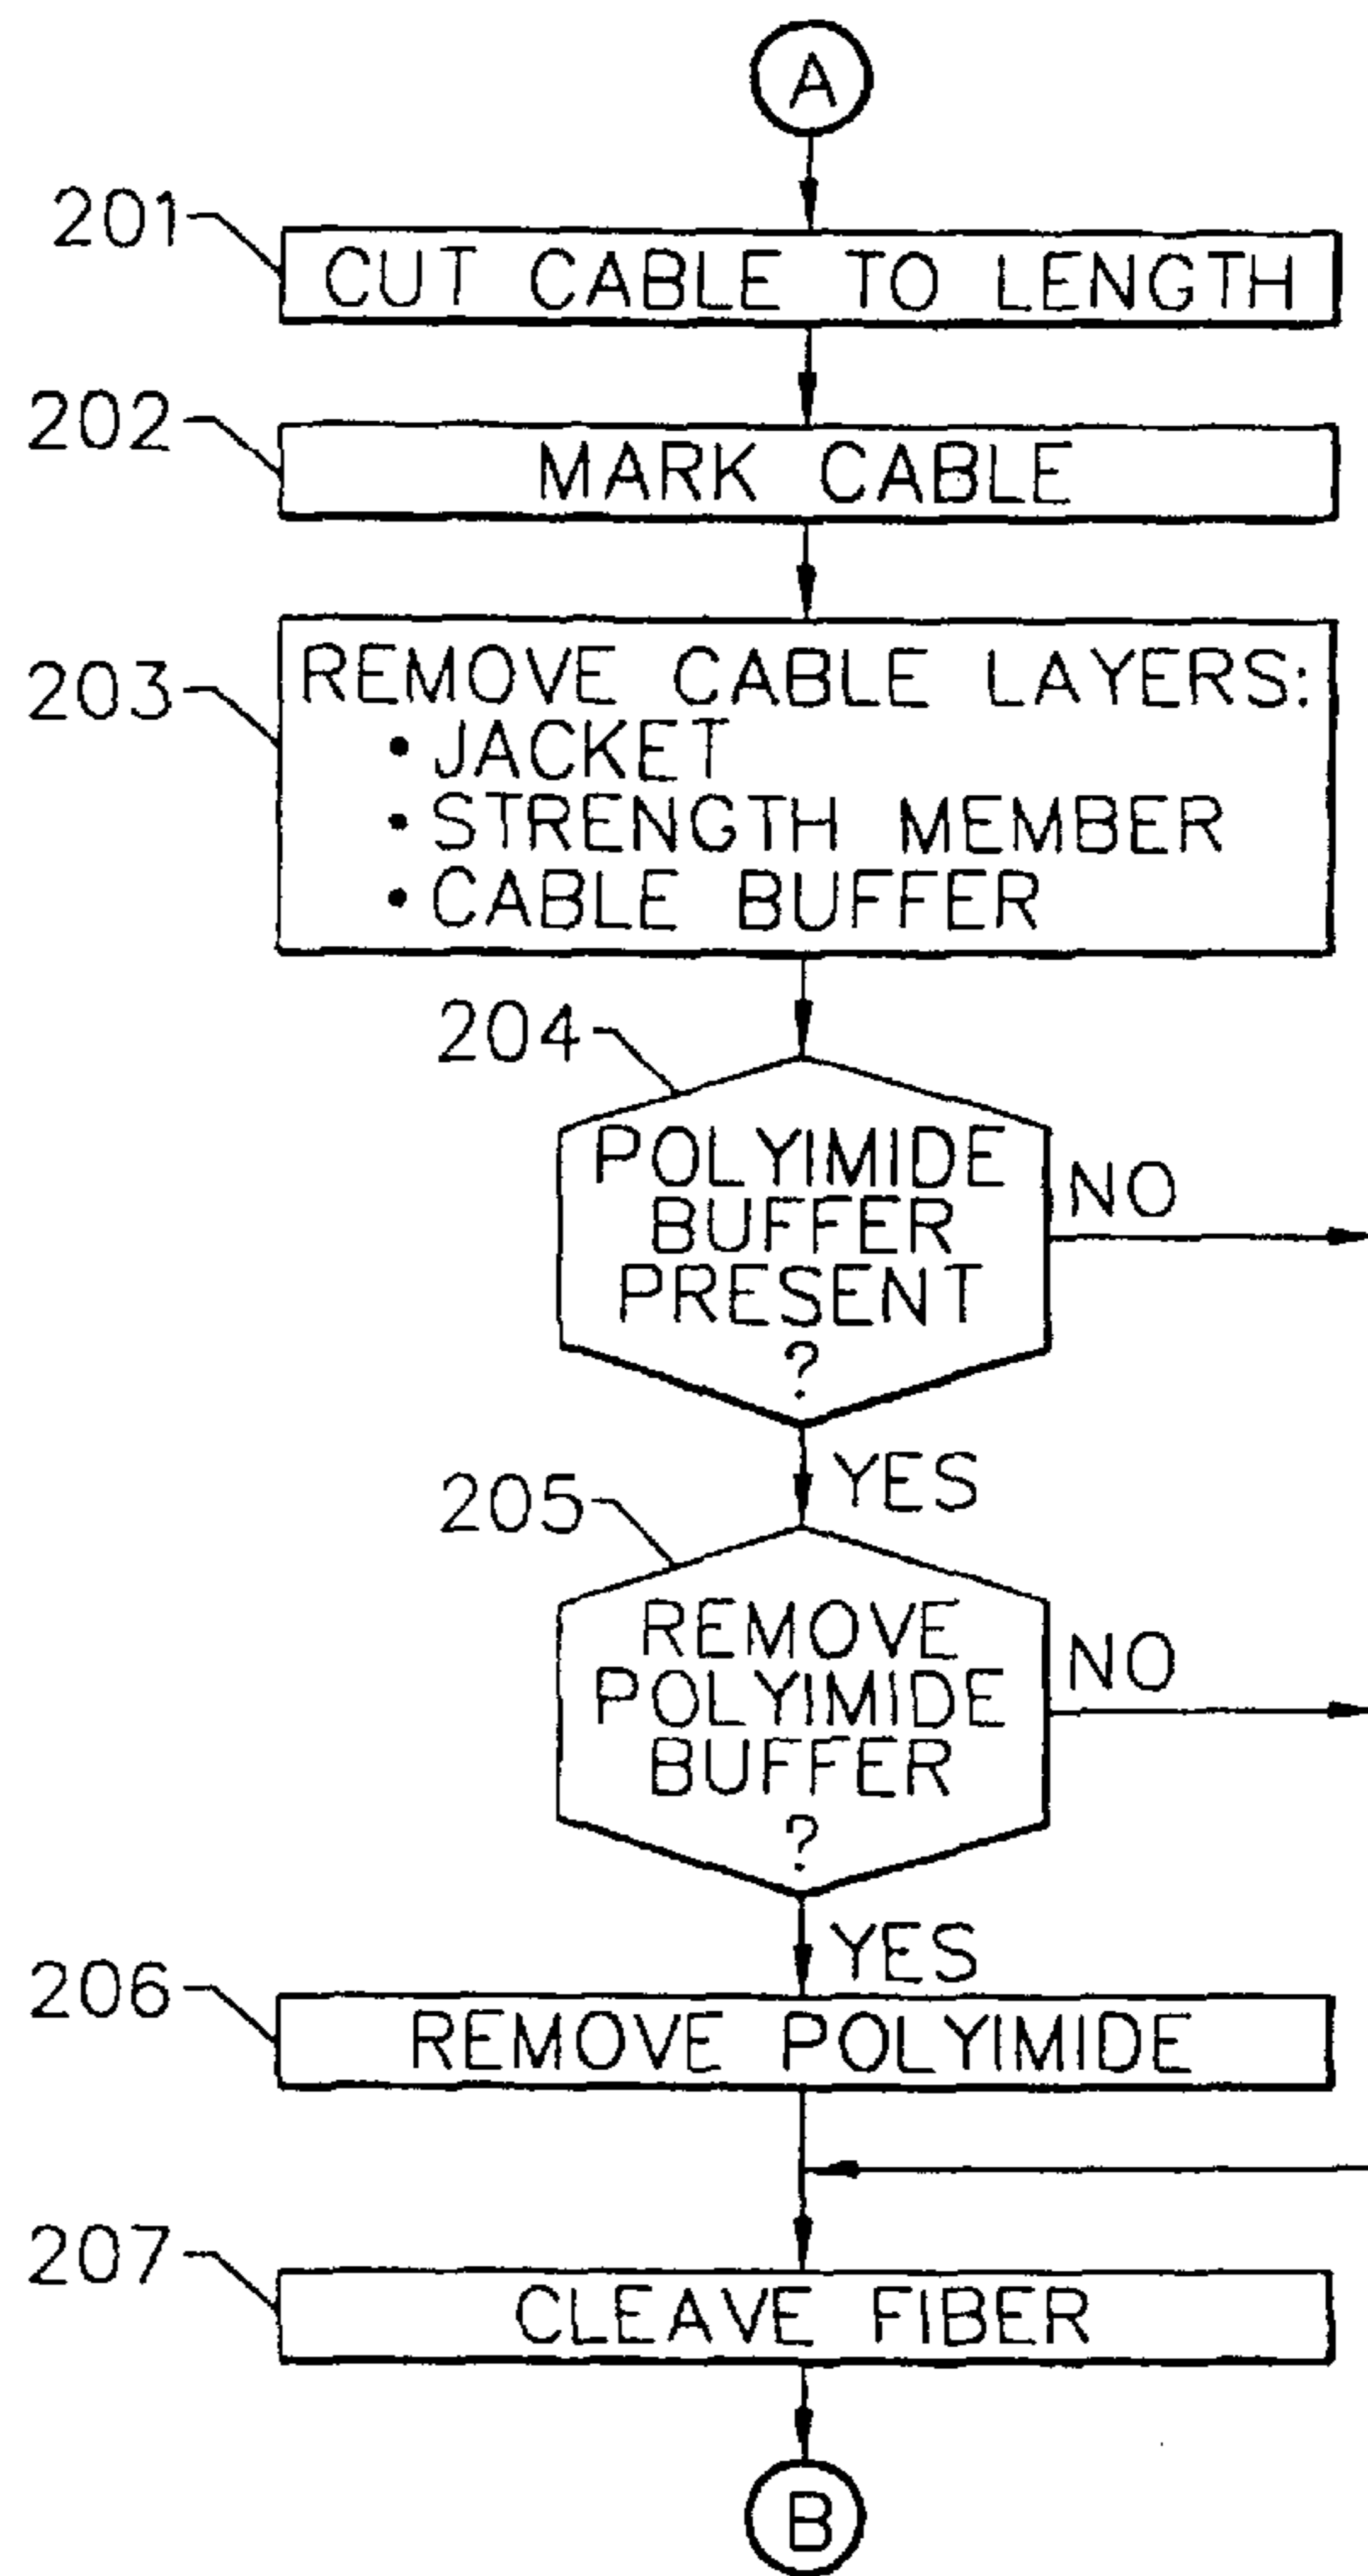 A
201
CUT CABLE TO LENGTH
202
MARK CABLE
203
REMOVE CABLE LAYERS:
• JACKET
• STRENGTH MEMBER
• CABLE BUFFER
204
POLYIMIDE
BUFFER
PRESENT
?
NO
YES
205
REMOVE
POLYIMIDE
BUFFER
?
NO
YES
206
REMOVE POLYIMIDE
207
CLEAVE FIBER
B